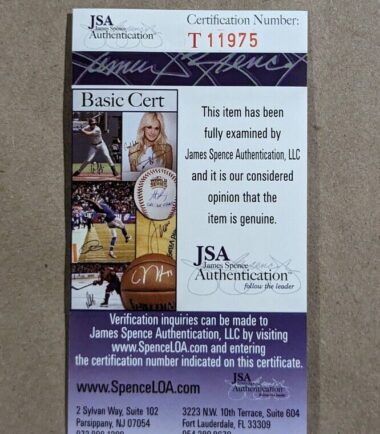 JSA
James Spence
Authentication™
Certification Number:
T 11975
James Spence
Basic Cert
This item has been
fully examined by
James Spence Authentication, LLC
and it is our considered
opinion that the
item is genuine.
JSA
James Spence
Authentication™
follow the leader
Verification inquiries can be made to
James Spence Authentication, LLC by visiting
www.SpenceLOA.com and entering
the certification number indicated on this certificate.
www.SpenceLOA.com
JSA
Authentication
2 Sylvan Way, Suite 102
Parsippany, NJ 07054
3223 N.W. 10th Terrace, Suite 604
Fort Lauderdale, FL 33309